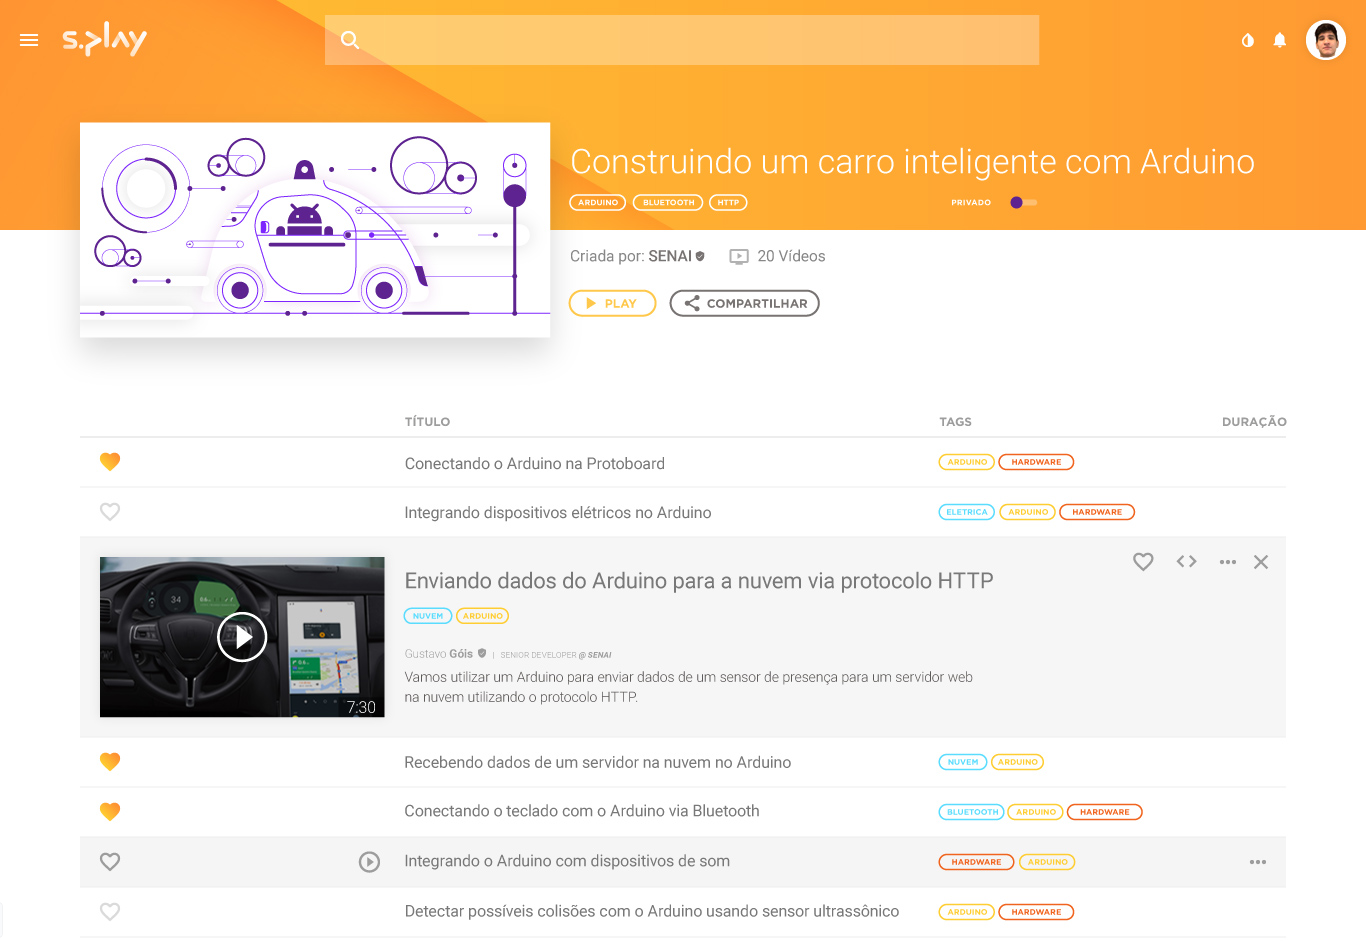 s.play
Construindo um carro inteligente com Arduino
ARDUINO BLUETOOTH HTTP PRIVADO
Criada por: SENAI 20 Vídeos
PLAY COMPARTILHAR
TÍTULO TAGS DURAÇÃO
Conectando o Arduino na Protoboard ARDUINO HARDWARE
Integrando dispositivos elétricos no Arduino ELETRICA ARDUINO HARDWARE
34
Enviando dados do Arduino para a nuvem via protocolo HTTP
NUVEM ARDUINO
Gustavo Góis | SENIOR DEVELOPER @ SENAI
Vamos utilizar um Arduino para enviar dados de um sensor de presença para um servidor web
na nuvem utilizando o protocolo HTTP.
7:30
Recebendo dados de um servidor na nuvem no Arduino NUVEM ARDUINO
Conectando o teclado com o Arduino via Bluetooth BLUETOOTH ARDUINO HARDWARE
Integrando o Arduino com dispositivos de som HARDWARE ARDUINO
Detectar possíveis colisões com o Arduino usando sensor ultrassônico ARDUINO HARDWARE